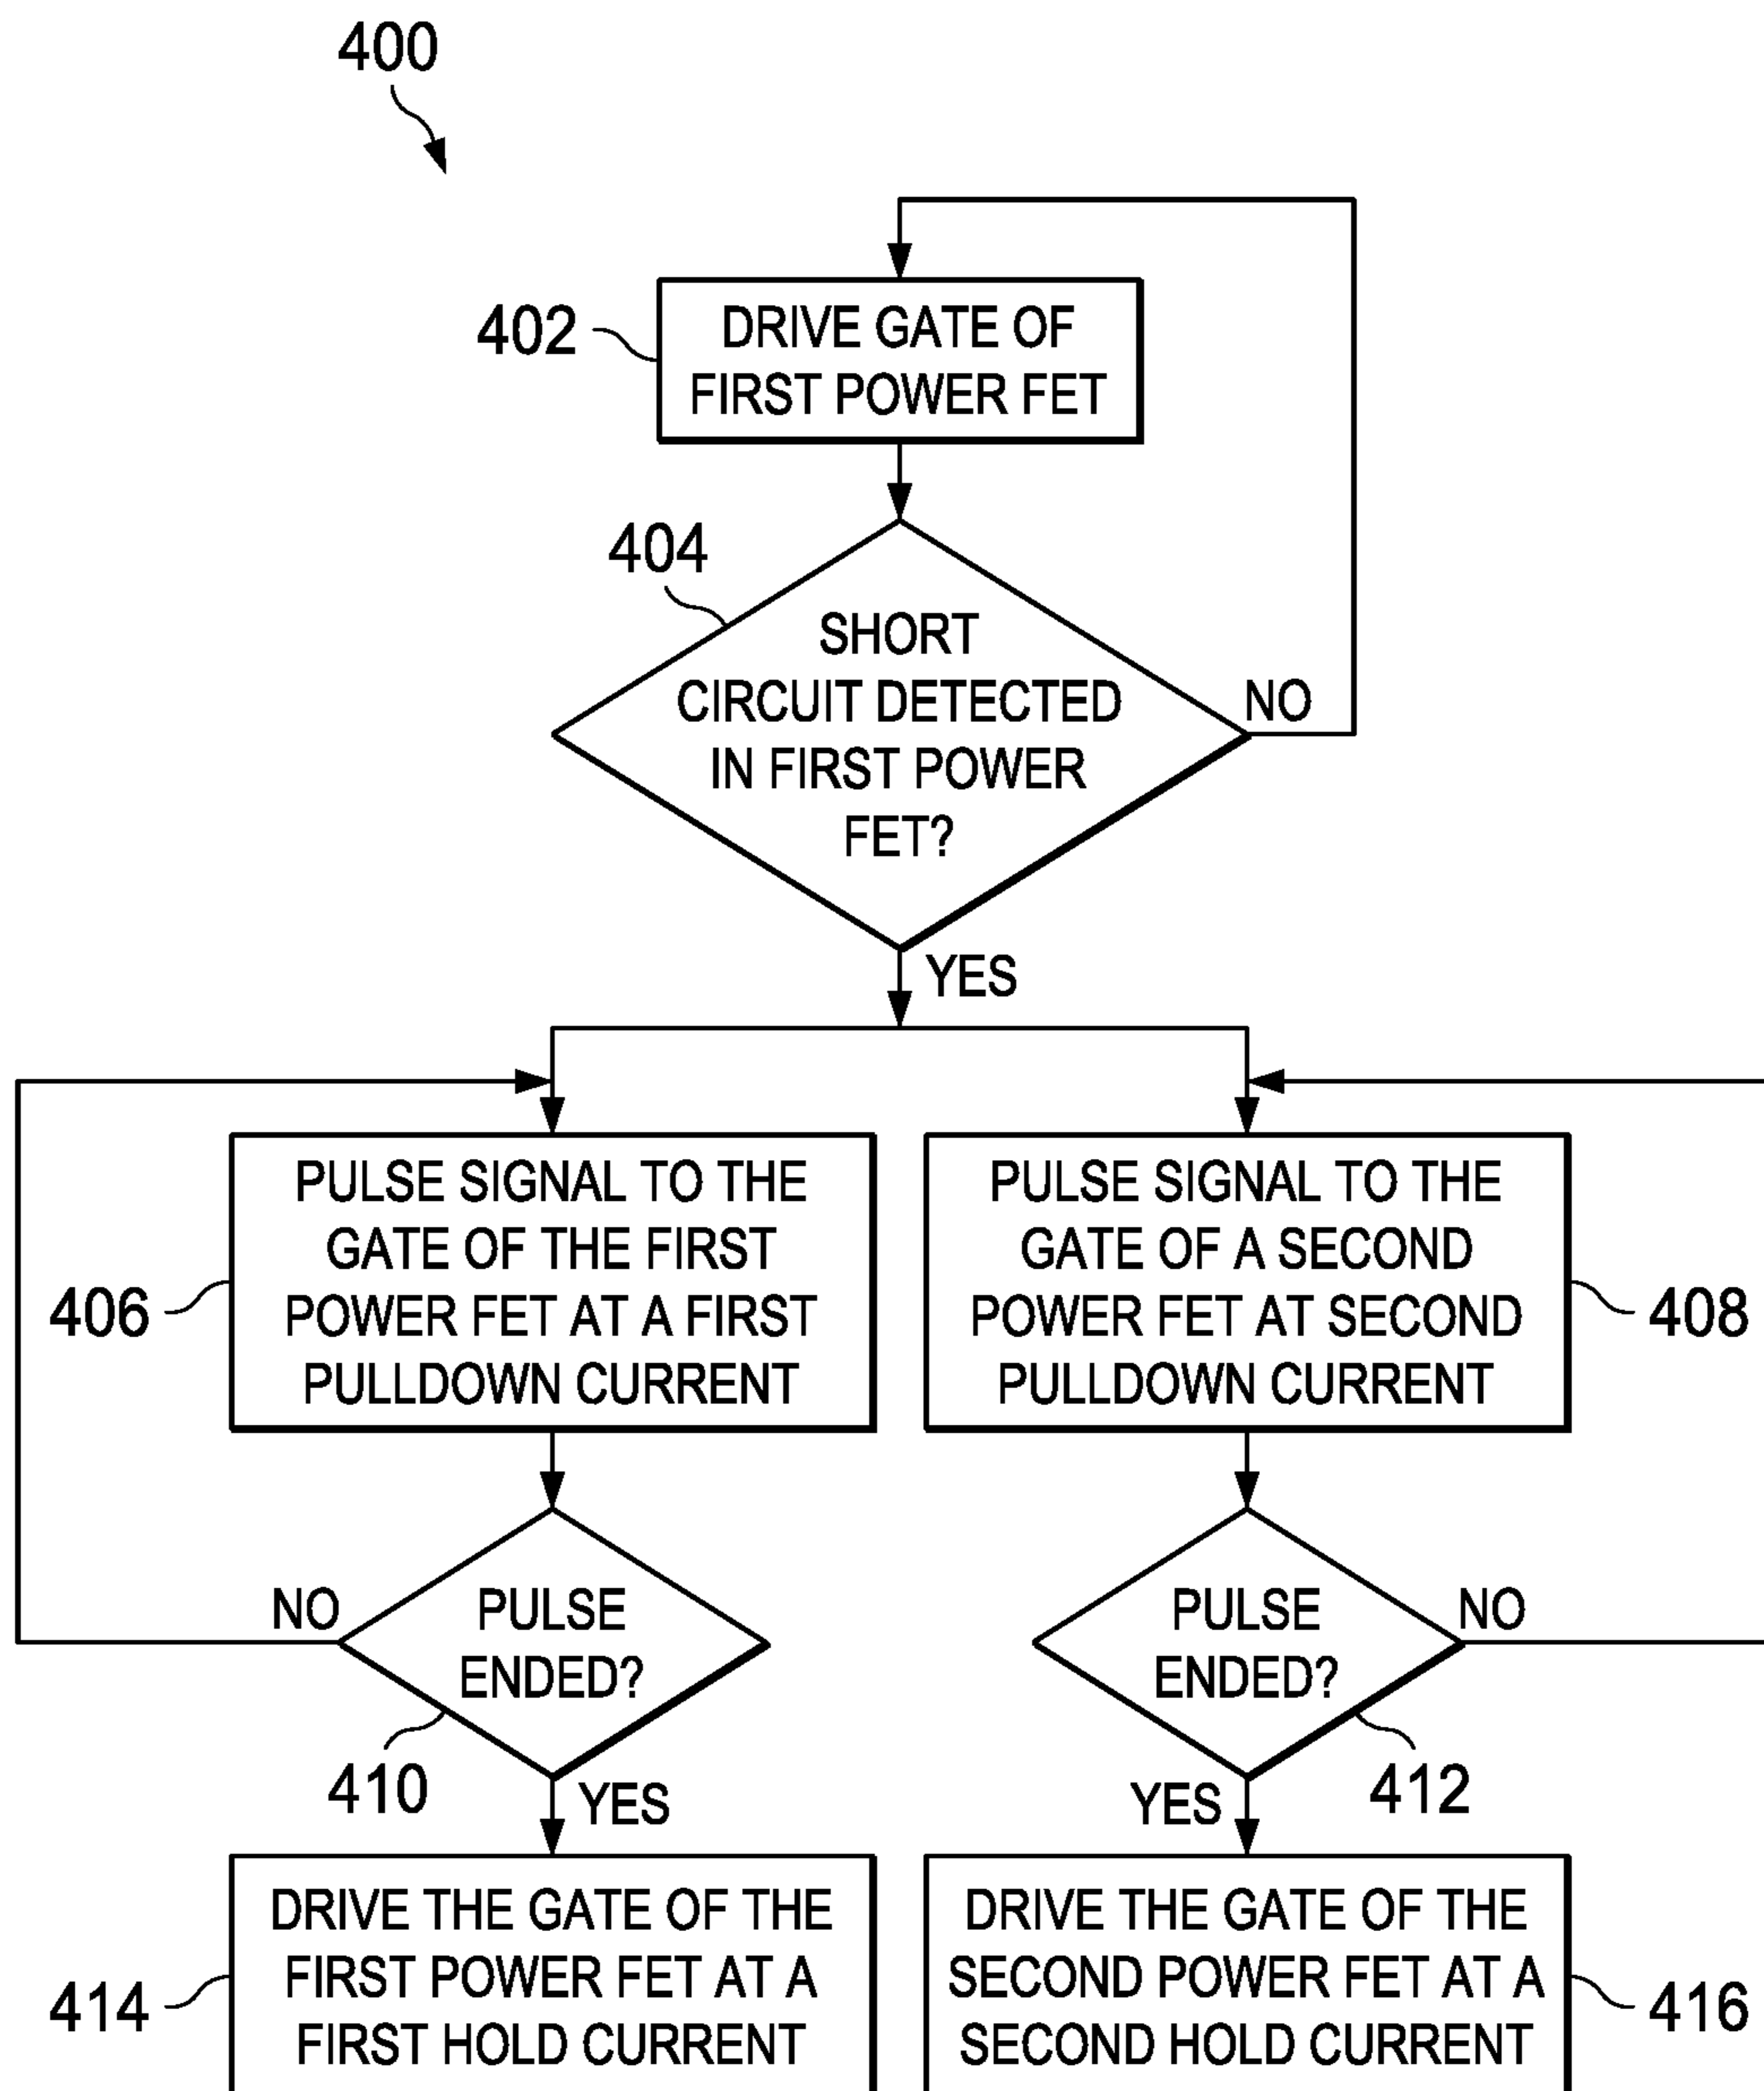 400
402
DRIVE GATE OF
FIRST POWER FET
404
SHORT
CIRCUIT DETECTED
IN FIRST POWER
FET?
NO
YES
406
PULSE SIGNAL TO THE
GATE OF THE FIRST
POWER FET AT A FIRST
PULLDOWN CURRENT
PULSE SIGNAL TO THE
GATE OF A SECOND
POWER FET AT SECOND
PULLDOWN CURRENT
408
NO
PULSE
ENDED?
410
YES
PULSE
ENDED?
NO
412
YES
414
DRIVE THE GATE OF THE
FIRST POWER FET AT A
FIRST HOLD CURRENT
DRIVE THE GATE OF THE
SECOND POWER FET AT A
SECOND HOLD CURRENT
416